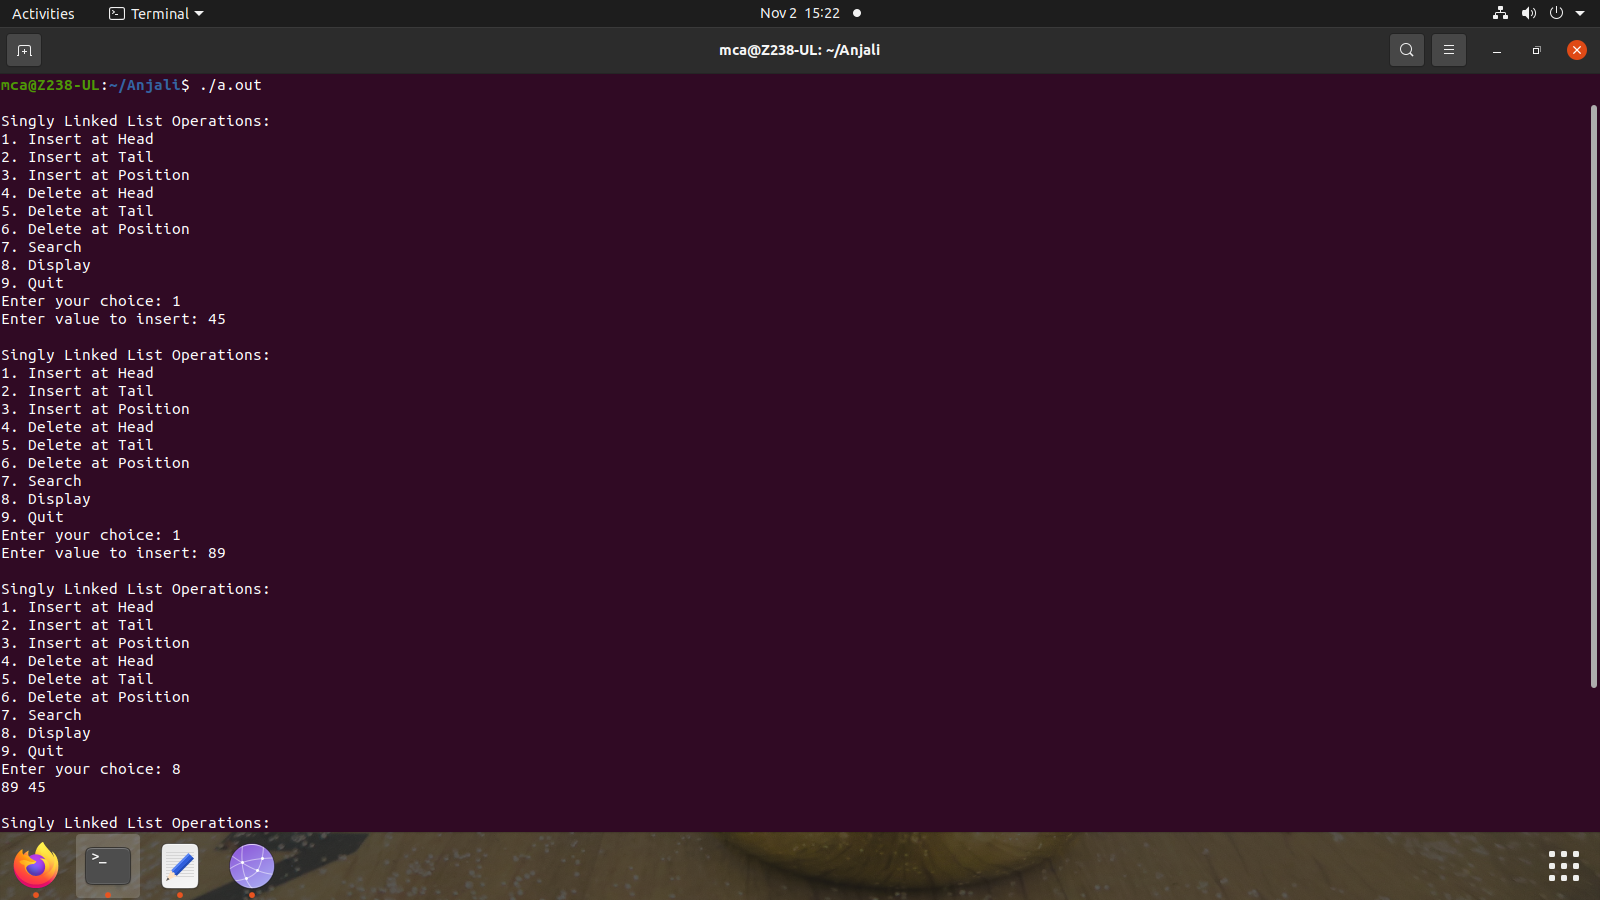 Activities
Terminal
Nov 2 15:22
mca@Z238-UL: ~/Anjali
mca@Z238-UL:~/Anjali$ ./a.out
Singly Linked List Operations:
1. Insert at Head
2. Insert at Tail
3. Insert at Position
4. Delete at Head
5. Delete at Tail
6. Delete at Position
7. Search
8. Display
9. Quit
Enter your choice: 1
Enter value to insert: 45
Singly Linked List Operations:
1. Insert at Head
2. Insert at Tail
3. Insert at Position
4. Delete at Head
5. Delete at Tail
6. Delete at Position
7. Search
8. Display
9. Quit
Enter your choice: 1
Enter value to insert: 89
Singly Linked List Operations:
1. Insert at Head
2. Insert at Tail
3. Insert at Position
4. Delete at Head
5. Delete at Tail
6. Delete at Position
7. Search
8. Display
9. Quit
Enter your choice: 8
89 45
Singly Linked List Operations:
>_